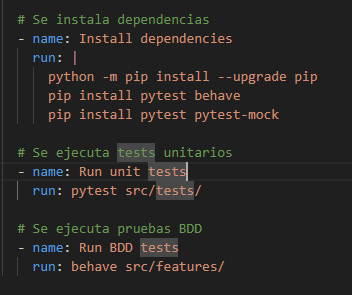 # Se instala dependencias
- name: Install dependencies
run: |
python -m pip install --upgrade pip
pip install pytest behave
pip install pytest pytest-mock
# Se ejecuta tests unitarios
- name: Run unit tests
run: pytest src/tests/
# Se ejecuta pruebas BDD
- name: Run BDD tests
run: behave src/features/